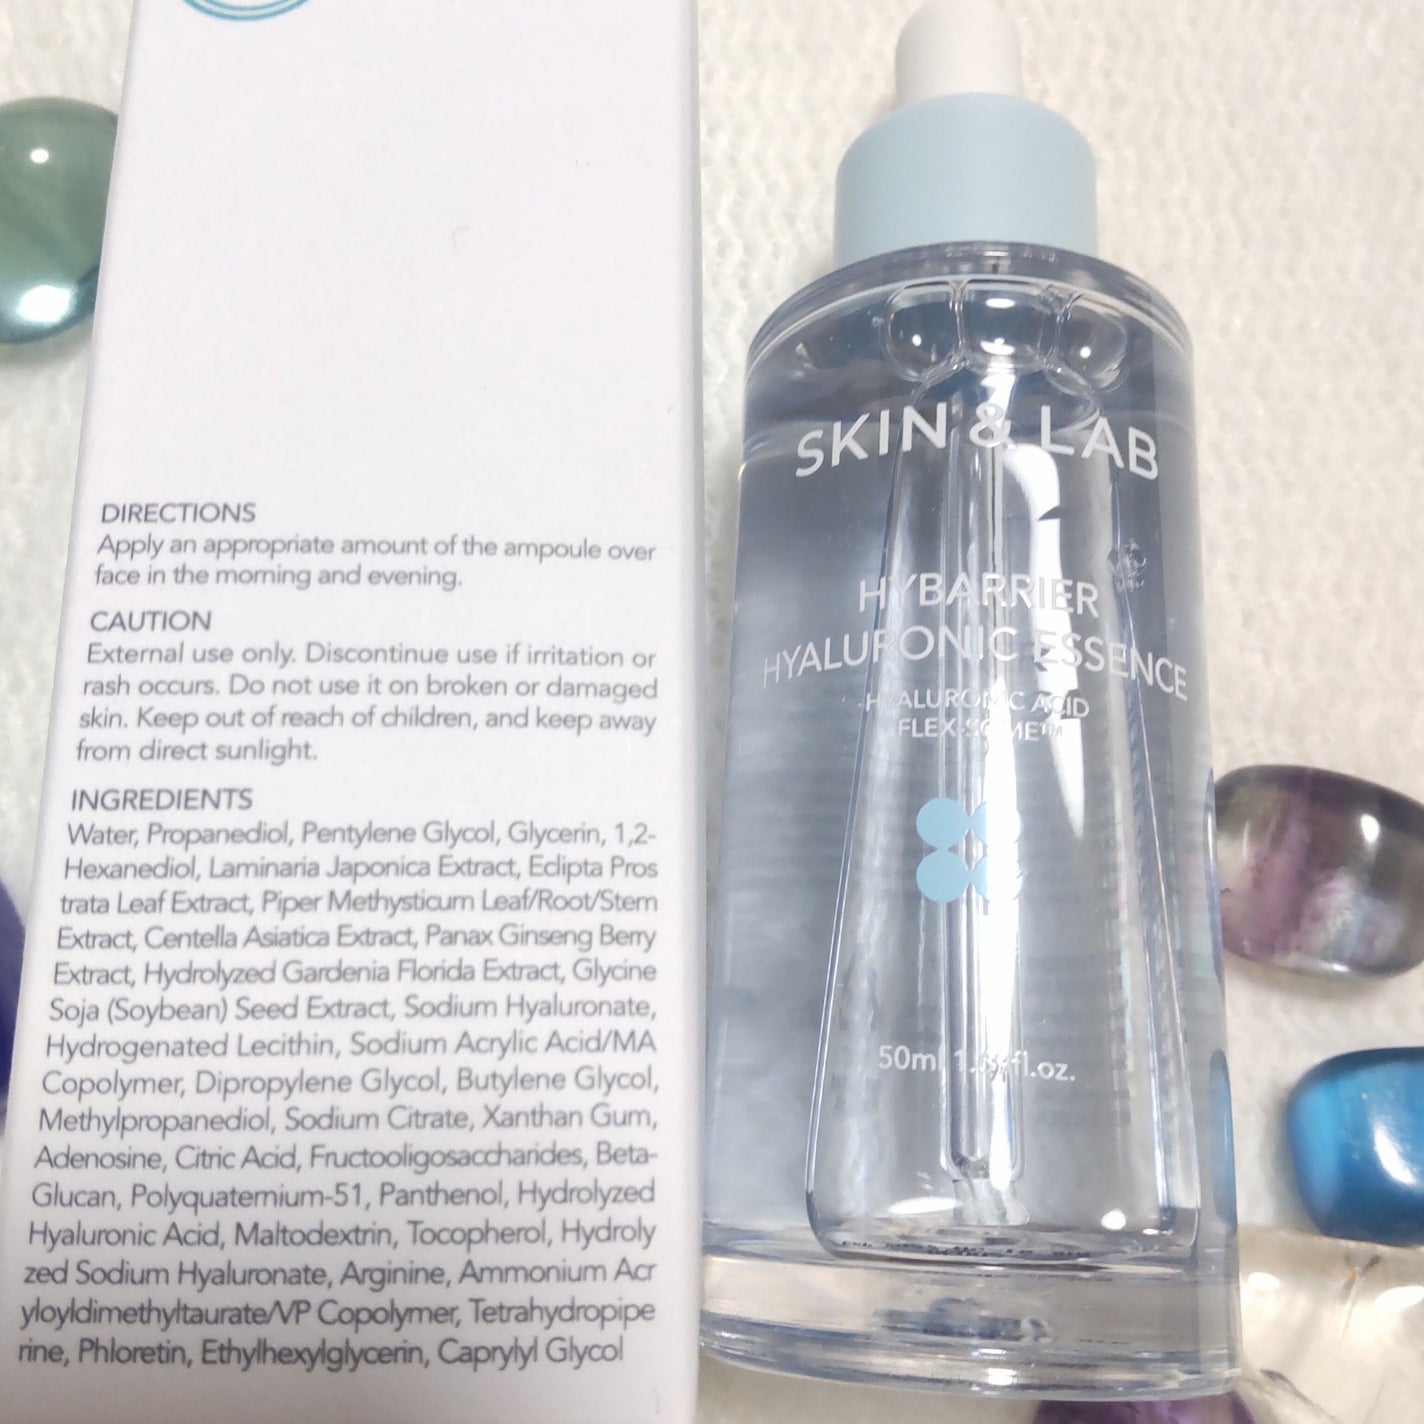 DIRECTIONS
Apply an appropriate amount of the ampoule over
face in the morning and evening.
CAUTION
External use only. Discontinue use if irritation or
rash occurs. Do not use it on broken or damaged
skin. Keep out of reach of children, and keep away
from direct sunlight.
INGREDIENTS
Water, Propanediol, Pentylene Glycol, Glycerin, 1,2-
Hexanediol, Laminaria Japonica Extract, Eclipta Pros
trata Leaf Extract, Piper Methysticum Leaf/Root/Stem
Extract, Centella Asiatica Extract, Panax Ginseng Berry
Extract, Hydrolyzed Gardenia Florida Extract, Glycine
Soja (Soybean) Seed Extract, Sodium Hyaluronate,
Hydrogenated Lecithin, Sodium Acrylic Acid/MA
Copolymer, Dipropylene Glycol, Butylene Glycol,
Methylpropanediol, Sodium Citrate, Xanthan Gum,
Adenosine, Citric Acid, Fructooligosaccharides, Beta-
Glucan, Polyquaternium-51, Panthenol, Hydrolyzed
Hyaluronic Acid, Maltodextrin, Tocopherol, Hydroly
zed Sodium Hyaluronate, Arginine, Ammonium Acr
yloyldimethyltaurate/VP Copolymer, Tetrahydropipe
rine, Phloretin, Ethylhexylglycerin, Caprylyl Glycol
SKIN & LAB
HYBARRIER
HYALURONIC ESSENCE
HYALURONIC ACID
FLEX-SOME™
50ml 1.69fl.oz.